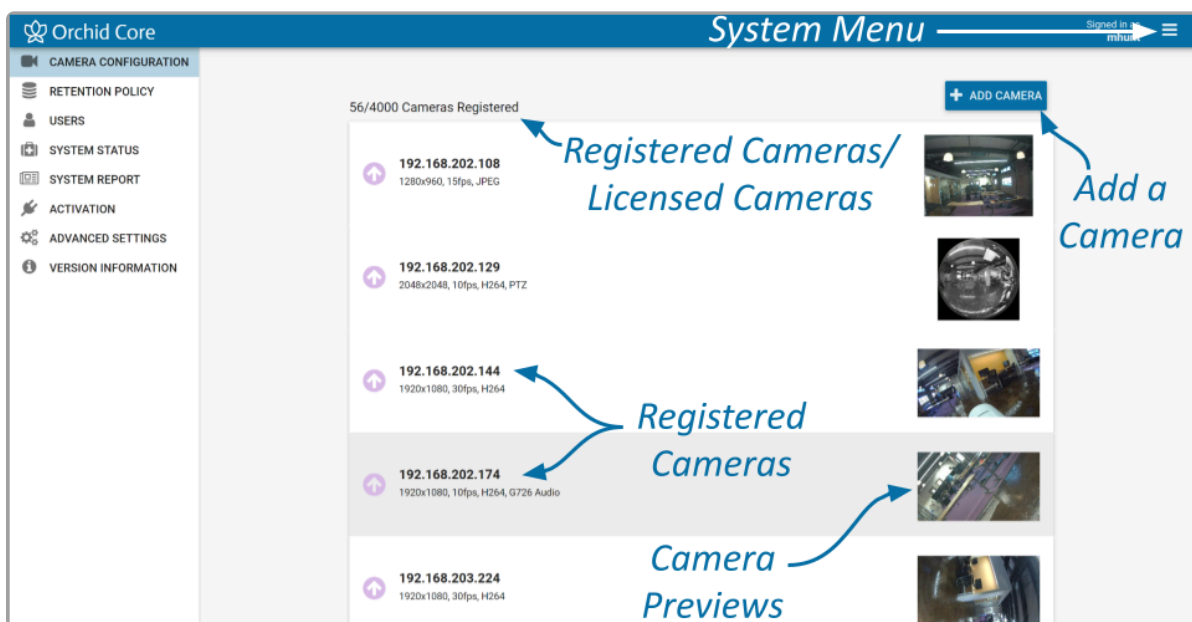 Orchid Core
System Menu
Signed in as
mhunt
CAMERA CONFIGURATION
RETENTION POLICY
USERS
SYSTEM STATUS
SYSTEM REPORT
ACTIVATION
ADVANCED SETTINGS
VERSION INFORMATION
56/4000 Cameras Registered
ADD CAMERA
Registered Cameras/
Licensed Cameras
Add a
Camera
192.168.202.108
1280x960, 15fps, JPEG
192.168.202.129
2048x2048, 10fps, H264, PTZ
192.168.202.144
1920x1080, 30fps, H264
Registered
Cameras
192.168.202.174
1920x1080, 10fps, H264, G726 Audio
Camera
Previews
192.168.203.224
1920x1080, 30fps, H264